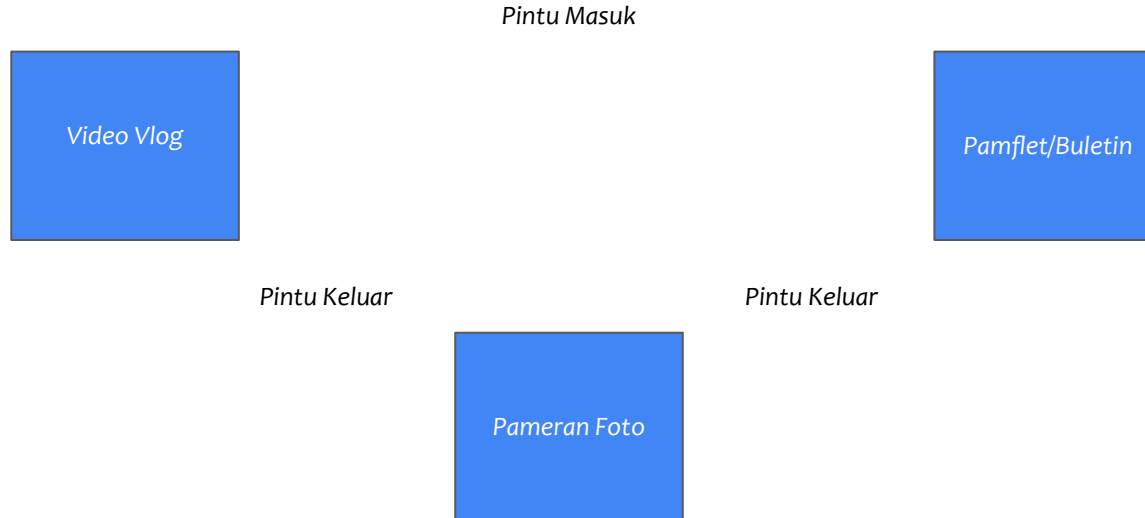 Pintu Masuk
Video Vlog
Pamflet/Buletin
Pintu Keluar
Pintu Keluar
Pameran Foto